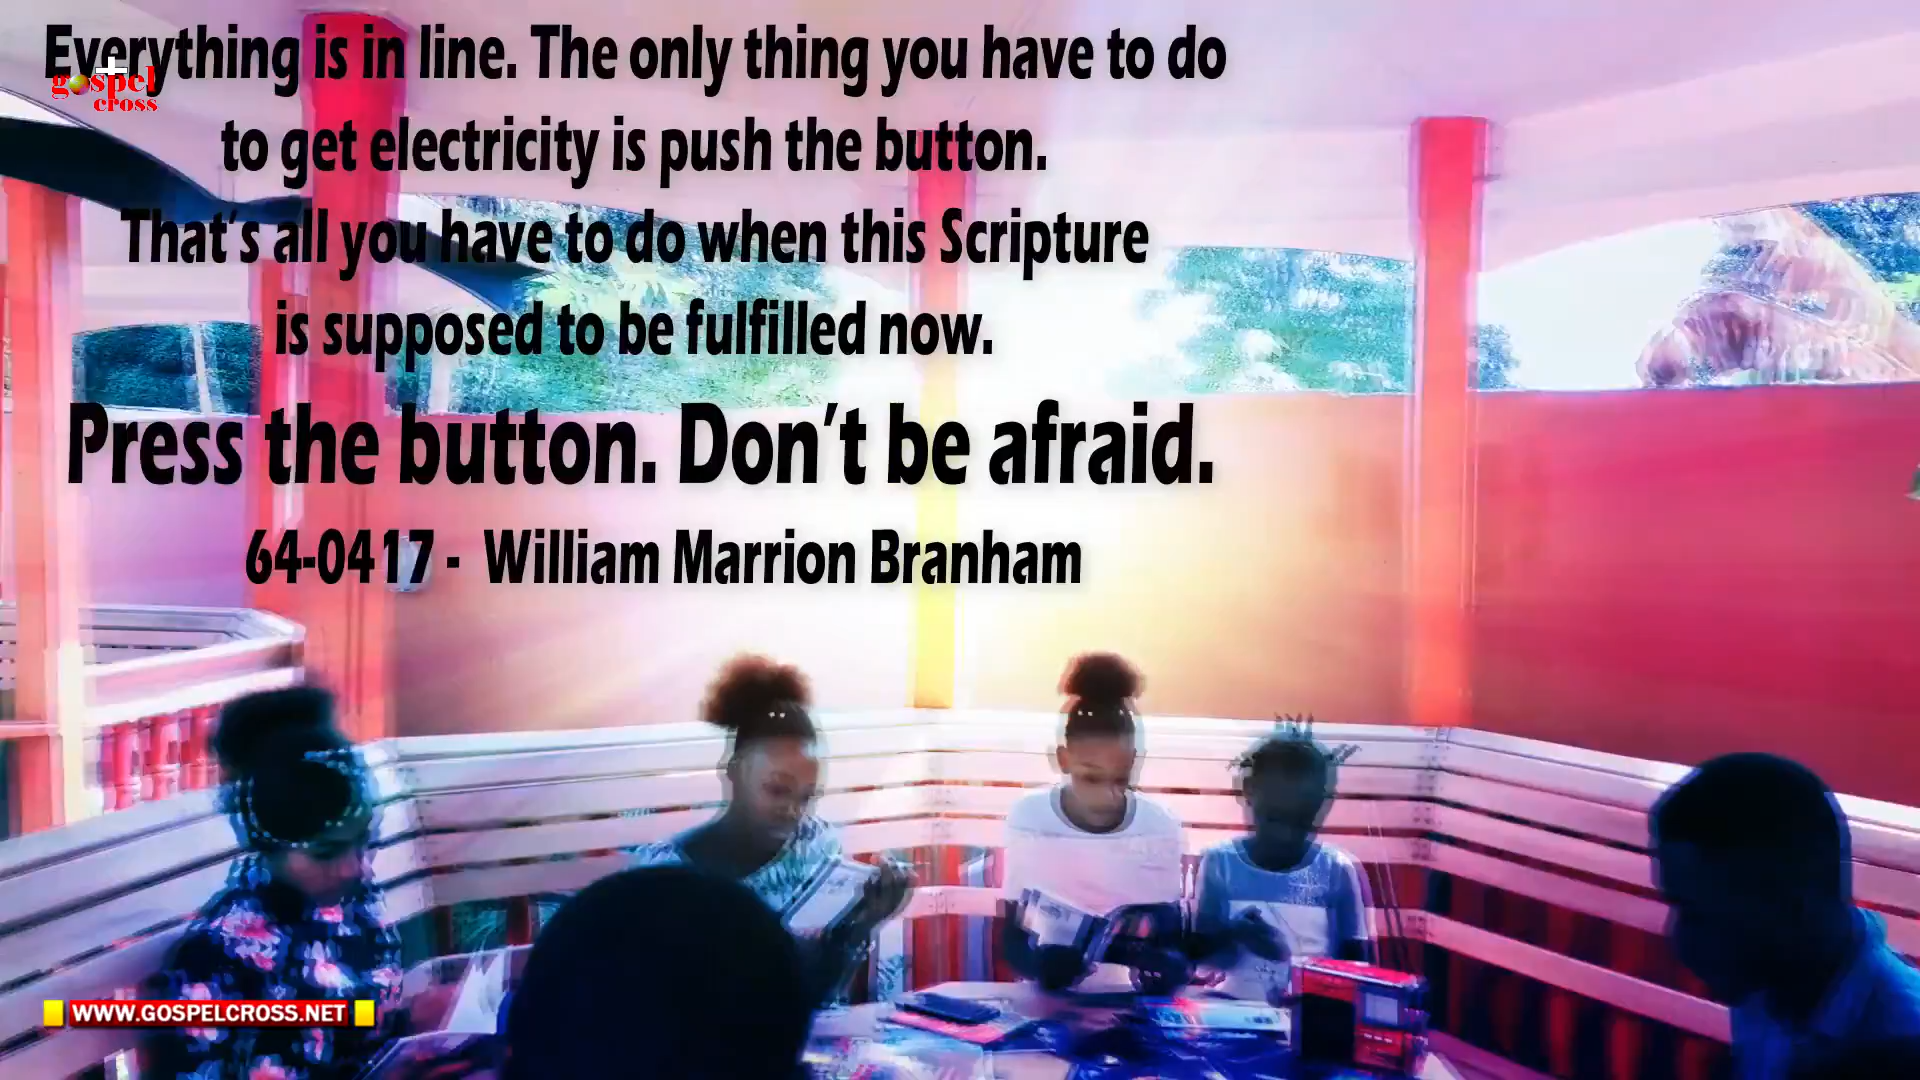 Everything is in line. The only thing you have to do
gospel
cross
to get electricity is push the button.
That's all you have to do when this Scripture
is supposed to be fulfilled now.
Press the button. Don't be afraid.
64-0417 - William Marrion Branham
WWW.GOSPELCROSS.NET